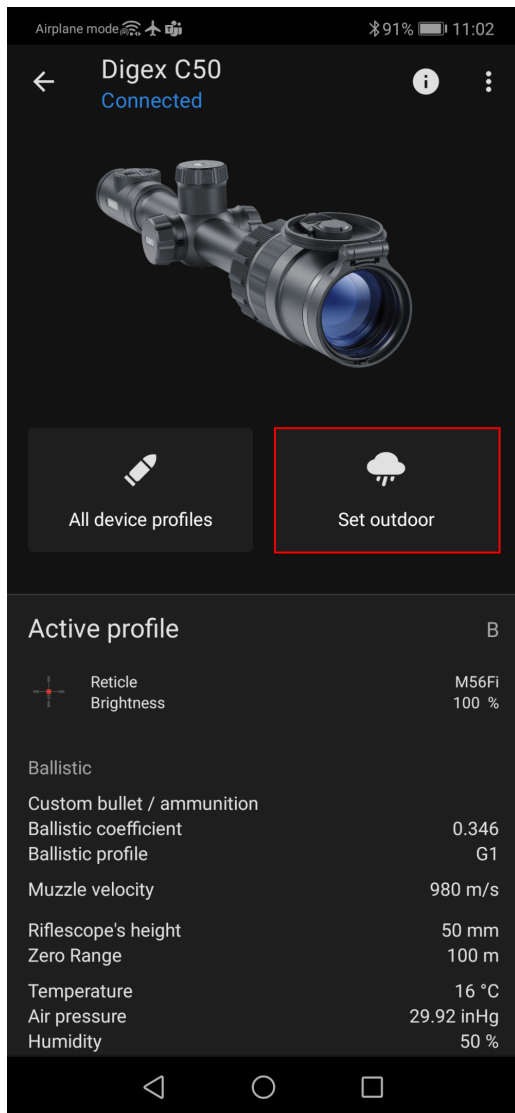 Airplane mode 91% 11:02
Digex C50
Connected
All device profiles
Set outdoor
Active profile B
Reticle M56Fi
Brightness 100 %
Ballistic
Custom bullet / ammunition
Ballistic coefficient 0.346
Ballistic profile G1
Muzzle velocity 980 m/s
Riflescope's height 50 mm
Zero Range 100 m
Temperature 16 °C
Air pressure 29.92 inHg
Humidity 50 %